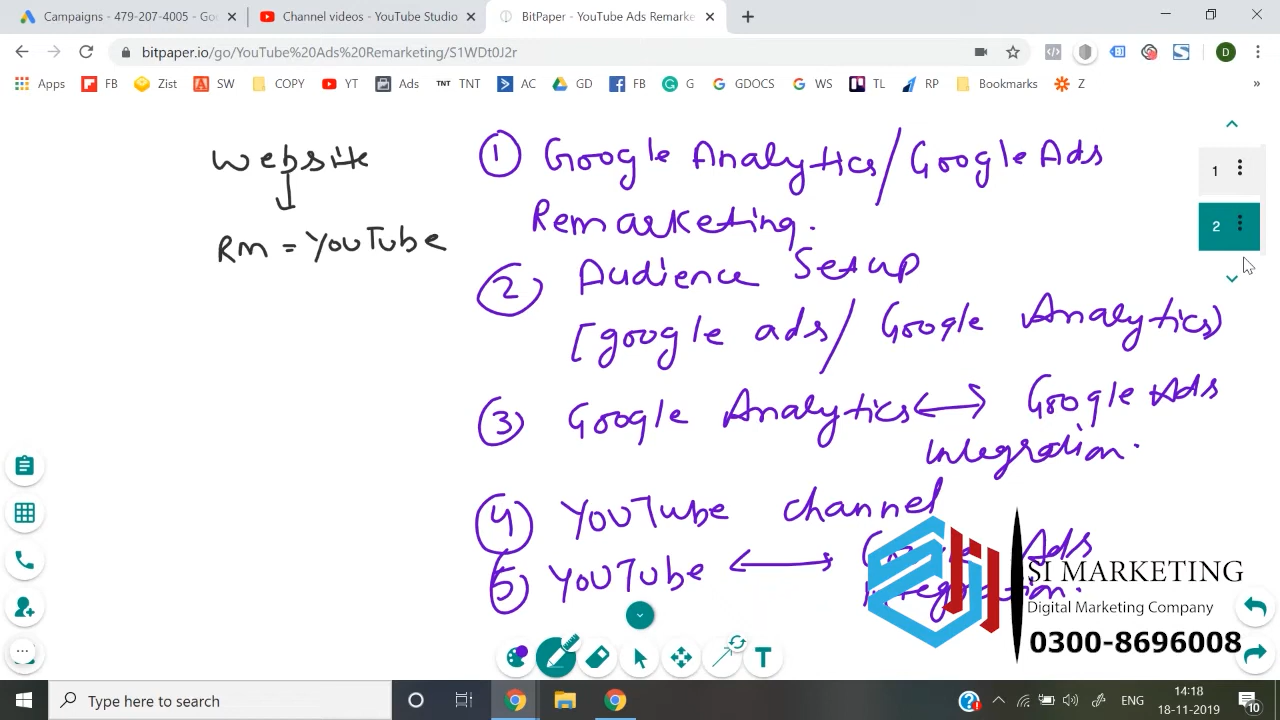 Campaigns - 479-207-4005 - Goo
Channel videos - YouTube Studio
BitPaper - YouTube Ads Remarke
bitpaper.io/go/YouTube%20Ads%20Remarketing/S1WDt0J2r
D
Apps
FB
Zist
SW
COPY
YT
Ads
TNT
AC
GD
FB
G
GDOCS
WS
TL
RP
Bookmarks
Z
»
Website
Rm = YouTube
① Google Analytics/Google Ads
Remarketing.
② Audience Setup
[google ads/ Google Analytics)
③ Google Analytics ↔ Google Ads
Integration.
④ YouTube channel
⑤ YouTube ↔ Ads
1
2
SI MARKETING
Digital Marketing Company
0300-8696008
T
Type here to search
ENG
14:18
18-11-2019
10